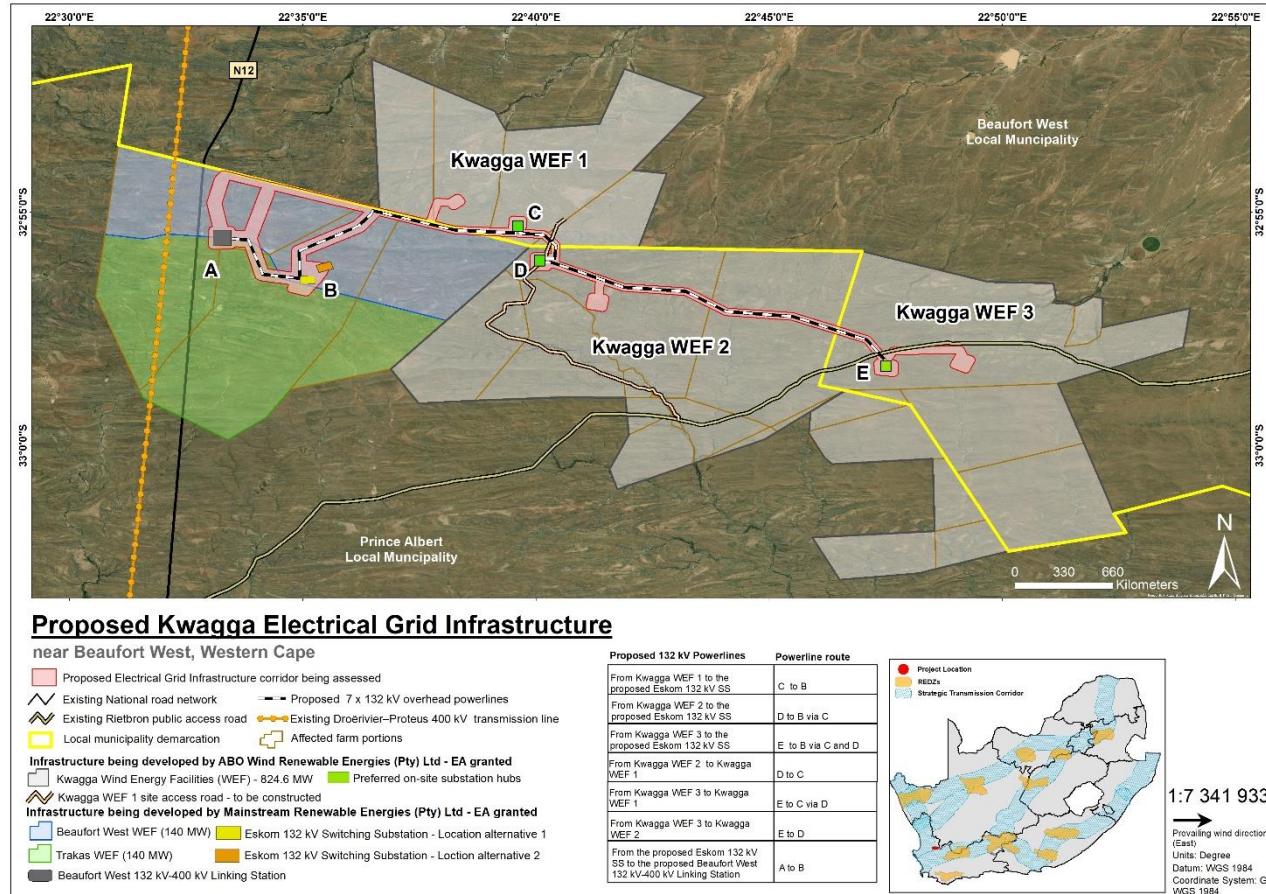 22°30'0"E 22°35'0"E 22°40'0"E 22°45'0"E 22°50'0"E 22°55'0"E
N12
Beaufort West
Local Muncipality
Kwagga WEF 1
32°55'0"S 32°55'0"S
C
A
D
B
Kwagga WEF 3
Kwagga WEF 2
E
33°0'0"S 33°0'0"S
Prince Albert
Local Muncipality
N
0 330 660
Kilometers
Proposed Kwagga Electrical Grid Infrastructure
near Beaufort West, Western Cape
Proposed Electrical Grid Infrastructure corridor being assessed
Existing National road network Proposed 7 x 132 kV overhead powerlines
Existing Rietbron public access road Existing Droërivier–Proteus 400 kV transmission line
Local municipality demarcation Affected farm portions
Infrastructure being developed by ABO Wind Renewable Energies (Pty) Ltd - EA granted
Kwagga Wind Energy Facilities (WEF) - 824.6 MW Preferred on-site substation hubs
Kwagga WEF 1 site access road - to be constructed
Infrastructure being developed by Mainstream Renewable Energies (Pty) Ltd - EA granted
Beaufort West WEF (140 MW) Eskom 132 kV Switching Substation - Location alternative 1
Trakas WEF (140 MW) Eskom 132 kV Switching Substation - Loction alternative 2
Beaufort West 132 kV-400 kV Linking Station
Proposed 132 kV Powerlines Powerline route
From Kwagga WEF 1 to the
proposed Eskom 132 kV SS C to B
From Kwagga WEF 2 to the
proposed Eskom 132 kV SS D to B via C
From Kwagga WEF 3 to the
proposed Eskom 132 kV SS E to B via C and D
From Kwagga WEF 2 to Kwagga
WEF 1 D to C
From Kwagga WEF 3 to Kwagga
WEF 1 E to C via D
From Kwagga WEF 3 to Kwagga
WEF 2 E to D
From the proposed Eskom 132 kV
SS to the proposed Beaufort West
132 kV-400 kV Linking Station A to B
Project Location
REDZs
Strategic Transmission Corridor
1:7 341 933
Prevailing wind direction
(East)
Units: Degree
Datum: WGS 1984
Coordinate System: G
WGS 1984